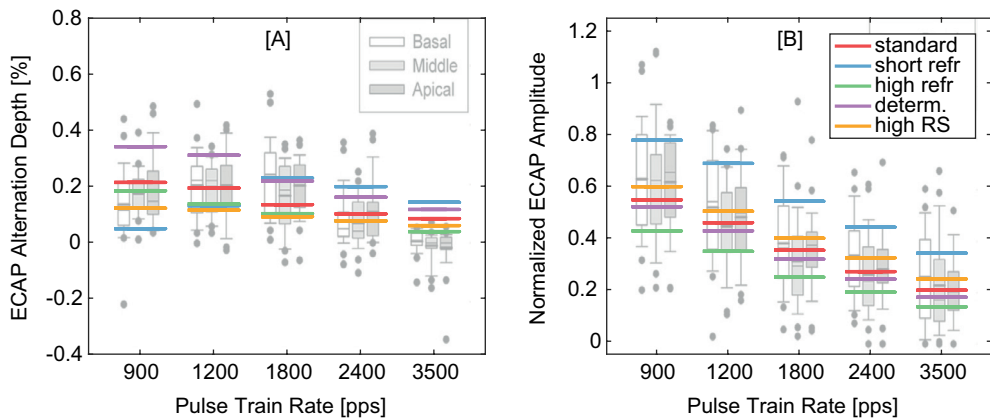 [A]
0.8
0.6
0.4
0.2
0
-0.2
-0.4
ECAP Alternation Depth [%]
Basal
Middle
Apical
900 1200 1800 2400 3500
Pulse Train Rate [pps]
[B]
1.2
1
0.8
0.6
0.4
0.2
0
Normalized ECAP Amplitude
standard
short refr
high refr
determ.
high RS
900 1200 1800 2400 3500
Pulse Train Rate [pps]